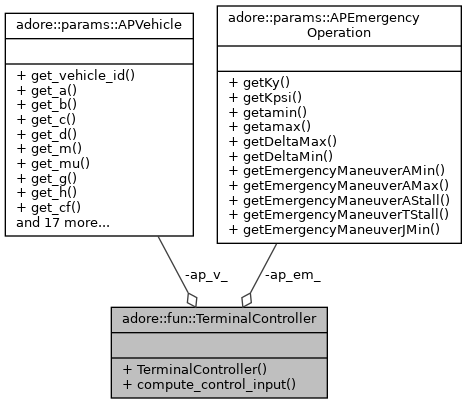 adore::params::APVehicle
+ get_vehicle_id()
+ get_a()
+ get_b()
+ get_c()
+ get_d()
+ get_m()
+ get_mu()
+ get_g()
+ get_h()
+ get_cf()
and 17 more...
adore::params::APEmergency
Operation
+ getKy()
+ getKpsi()
+ getamin()
+ getamax()
+ getDeltaMax()
+ getDeltaMin()
+ getEmergencyManeuverAMin()
+ getEmergencyManeuverAMax()
+ getEmergencyManeuverAStall()
+ getEmergencyManeuverTStall()
+ getEmergencyManeuverJMin()
-ap_v_
-ap_em_
adore::fun::TerminalController
+ TerminalController()
+ compute_control_input()